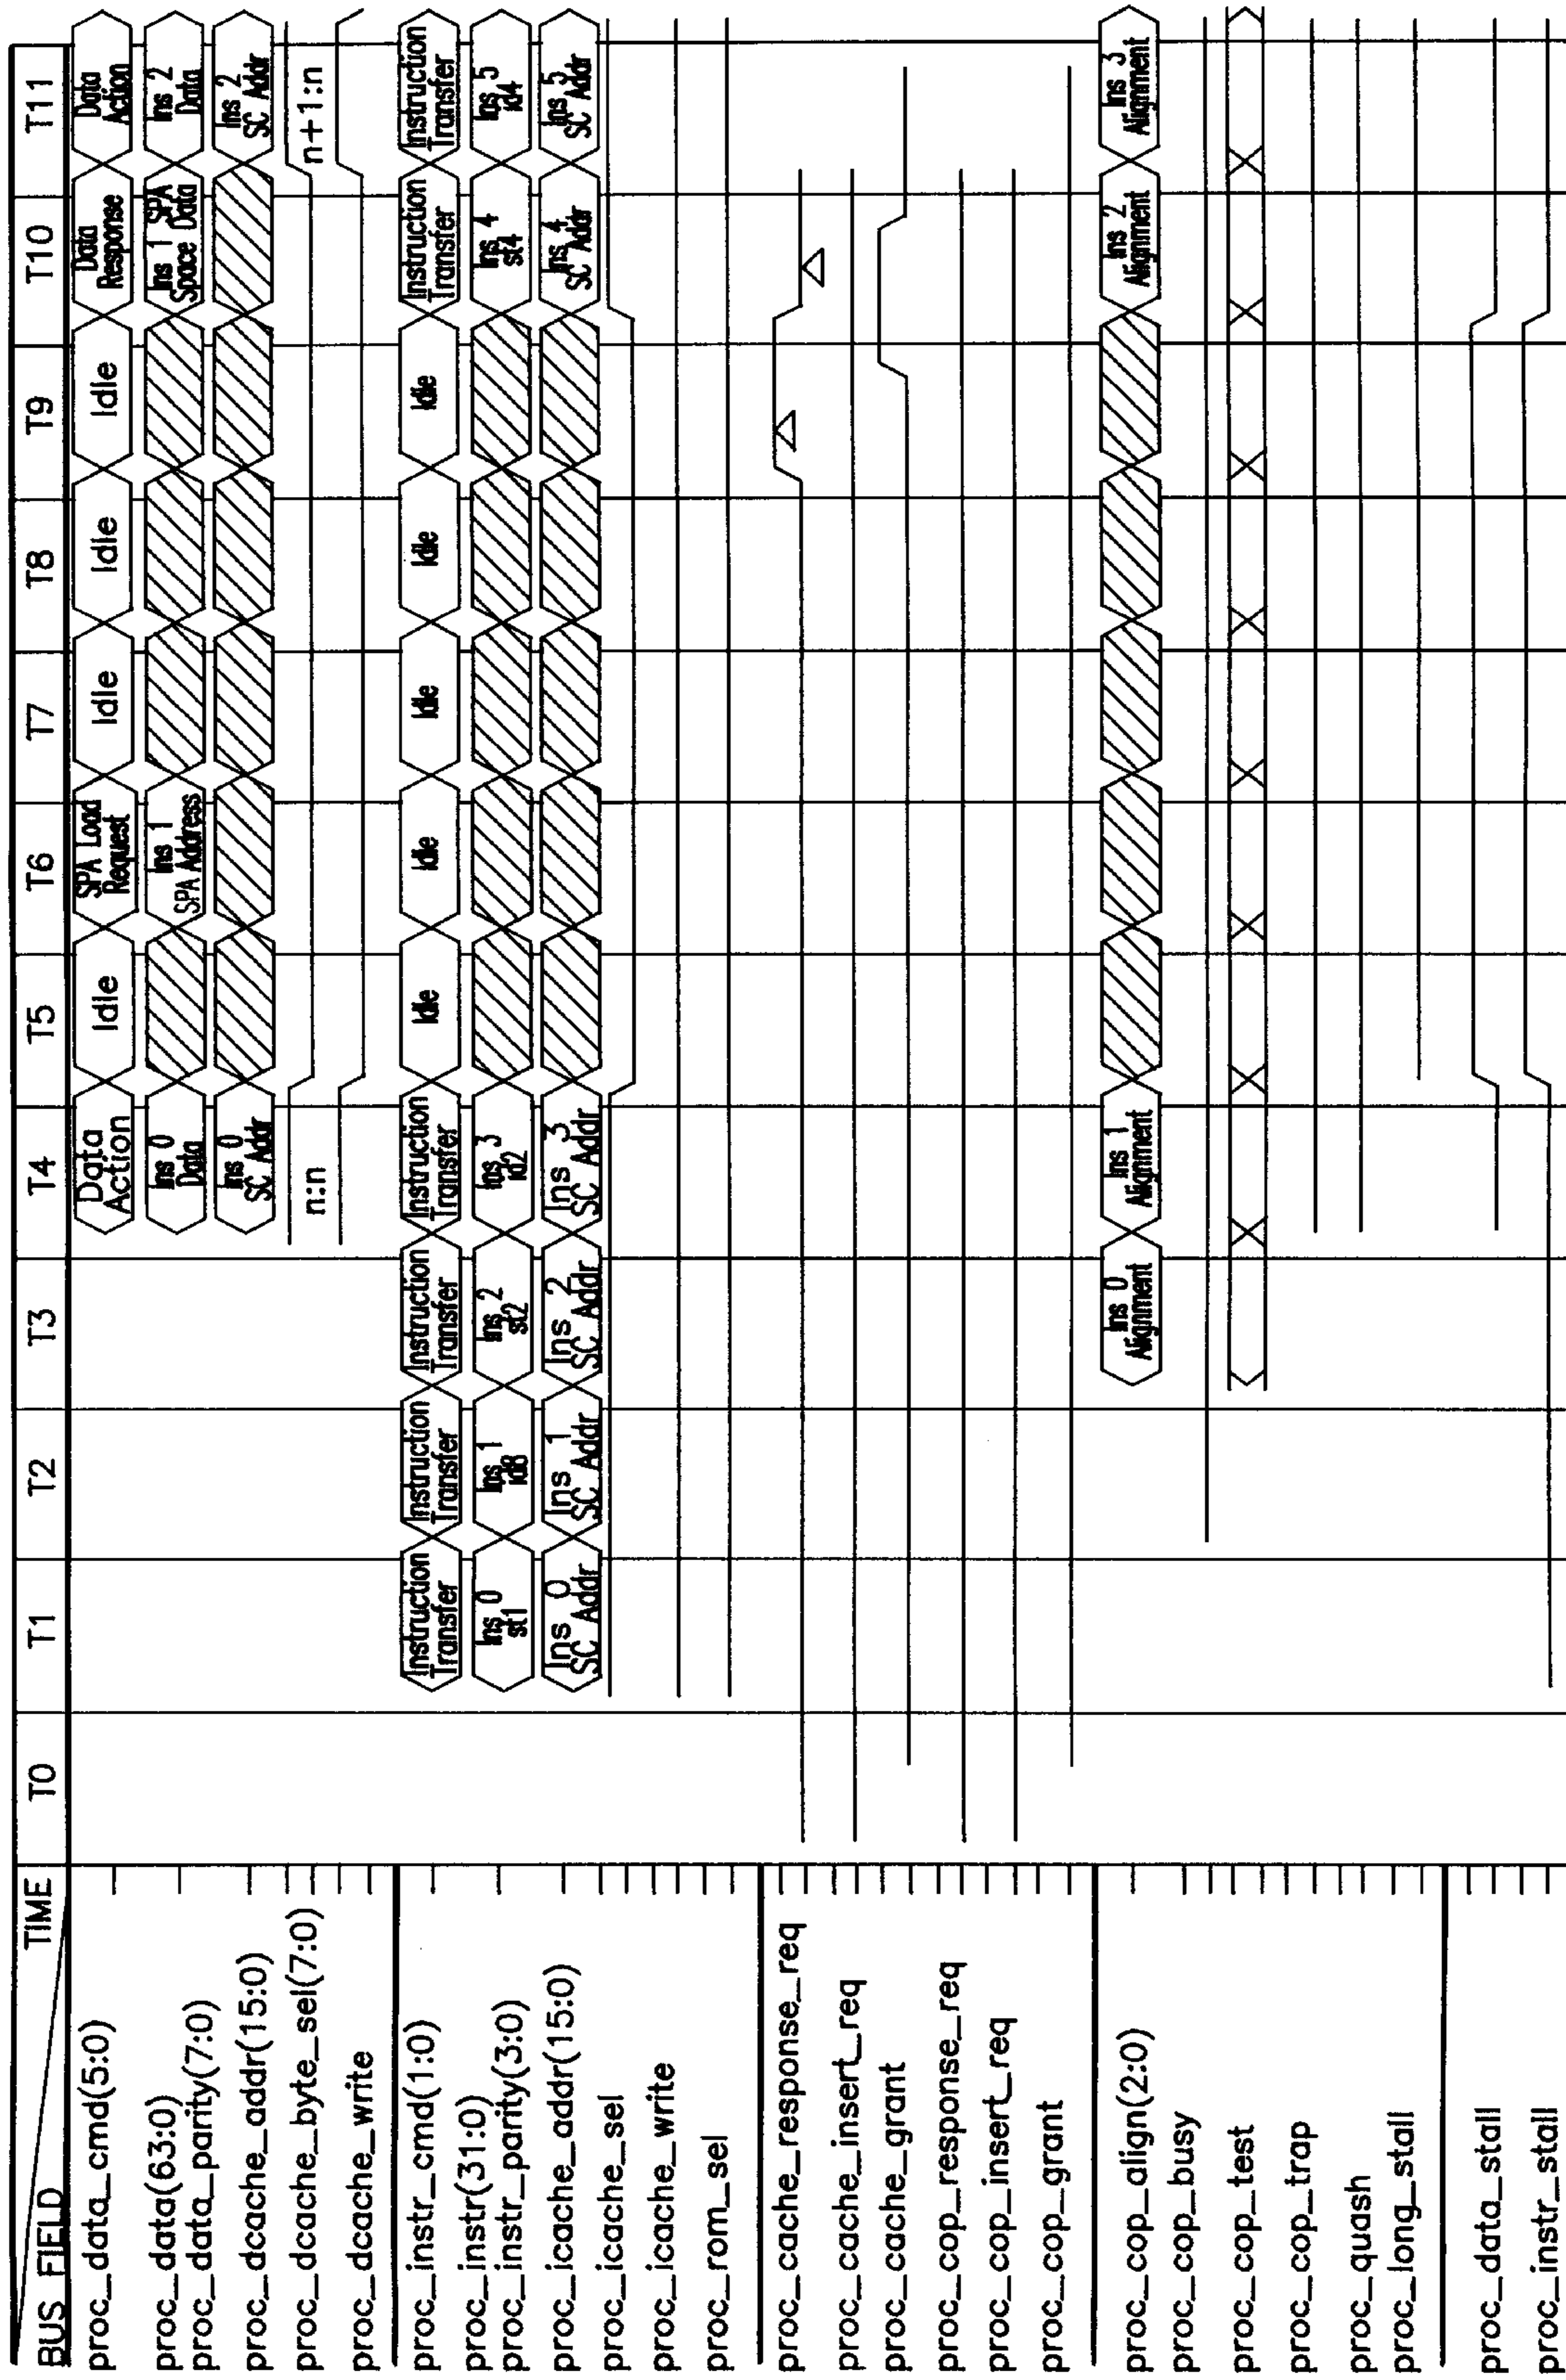 BUS FIELD TIME T0 T1 T2 T3 T4 T5 T6 T7 T8 T9 T10 T11
proc_data_cmd(5:0) Data Action Idle SPA Load Request Idle Idle Idle Data Response Data Action
proc_data(63:0)
proc_data_parity(7:0) Ins 0 Data Ins 1 SPA Address Ins 1 SPA Space Data Ins 2 Data
proc_dcache_addr(15:0) Ins 0 SC Addr Ins 2 SC Addr
proc_dcache_byte_sel(7:0) n:n n+1:n
proc_dcache_write
proc_instr_cmd(1:0) Instruction Transfer Instruction Transfer Instruction Transfer Instruction Transfer Idle Idle Idle Idle Idle Instruction Transfer Instruction Transfer
proc_instr(31:0)
proc_instr_parity(3:0) Ins 0 st1 Ins 1 ld8 Ins 2 st2 Ins 3 ld2 Ins 4 st4 Ins 5 ld4
proc_icache_addr(15:0) Ins 0 SC Addr Ins 1 SC Addr Ins 2 SC Addr Ins 3 SC Addr Ins 4 SC Addr Ins 5 SC Addr
proc_icache_sel
proc_icache_write
proc_rom_sel
proc_cache_response_req
proc_cache_insert_req
proc_cache_grant
proc_cop_response_req
proc_cop_insert_req
proc_cop_grant
proc_cop_align(2:0) Ins 0 Alignment Ins 1 Alignment Ins 2 Alignment Ins 3 Alignment
proc_cop_busy
proc_cop_test
proc_cop_trap
proc_quash
proc_long_stall
proc_data_stall
proc_instr_stall